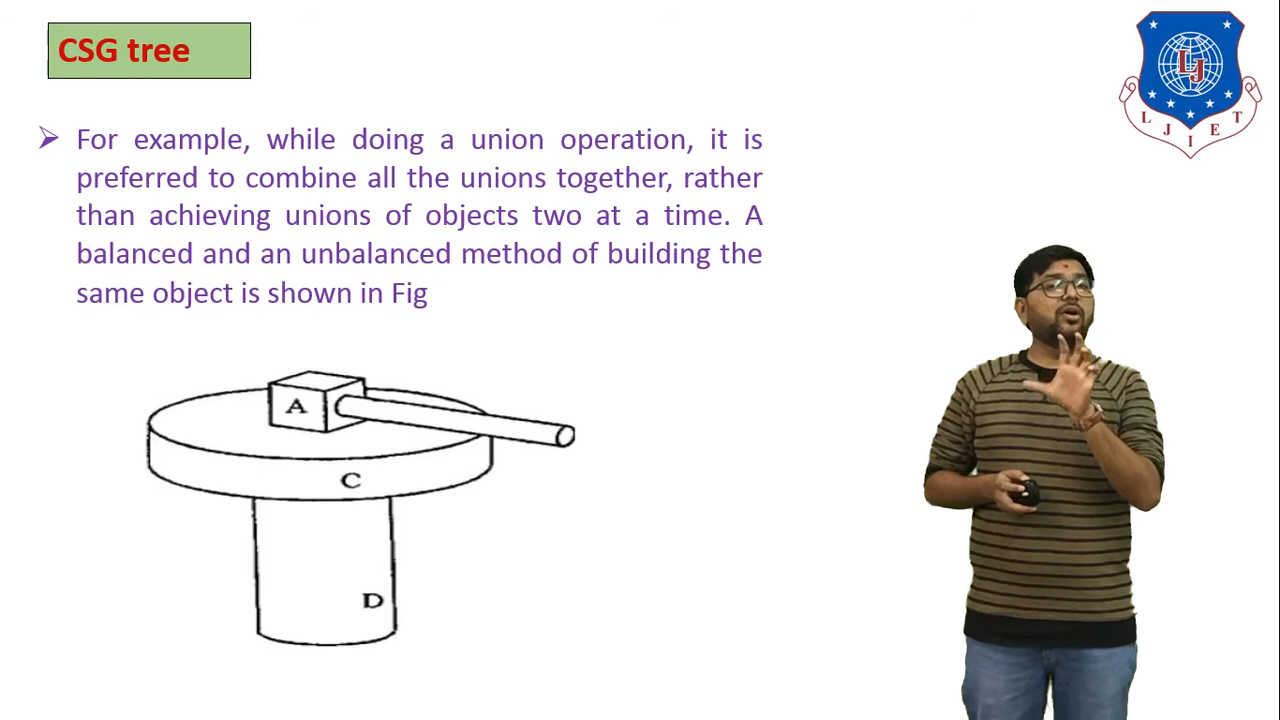 CSG tree
➢ For example, while doing a union operation, it is
preferred to combine all the unions together, rather
than achieving unions of objects two at a time. A
balanced and an unbalanced method of building the
same object is shown in Fig
A
C
D
LJ
L J I E T